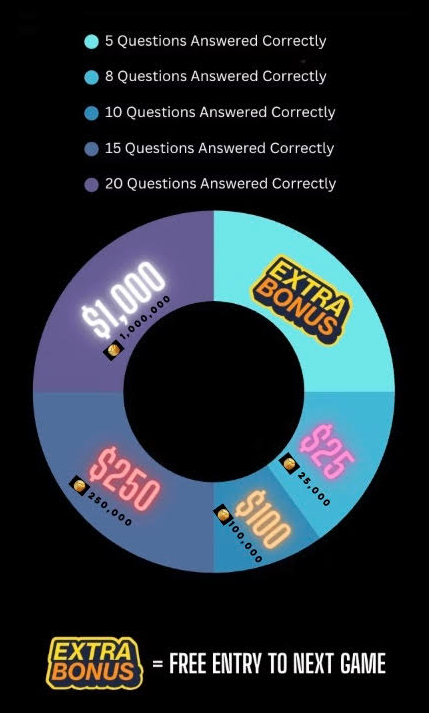 5 Questions Answered Correctly
8 Questions Answered Correctly
10 Questions Answered Correctly
15 Questions Answered Correctly
20 Questions Answered Correctly
$1,000
1,000,000
EXTRA
BONUS
$25
25,000
$250
250,000
$100
100,000
EXTRA
BONUS = FREE ENTRY TO NEXT GAME